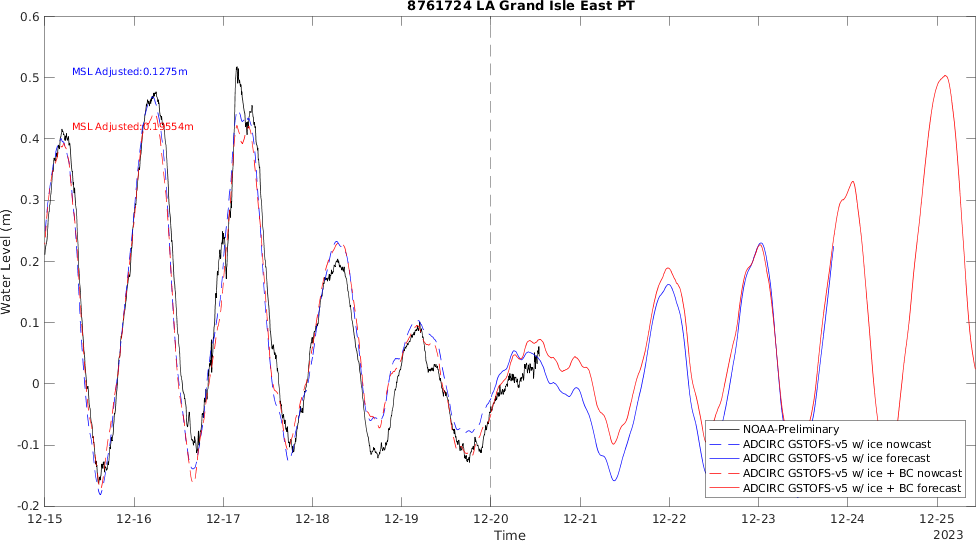 8761724 LA Grand Isle East PT
Water Level (m)
0.6
0.5
0.4
0.3
0.2
0.1
0
-0.1
-0.2
MSL Adjusted:0.1275m
MSL Adjusted:
NOAA-Preliminary
ADCIRC GSTOFS-v5 w/ ice nowcast
ADCIRC GSTOFS-v5 w/ ice forecast
ADCIRC GSTOFS-v5 w/ ice + BC nowcast
ADCIRC GSTOFS-v5 w/ ice + BC forecast
12-15 12-16 12-17 12-18 12-19 12-20 12-21 12-22 12-23 12-24 12-25
Time
2023